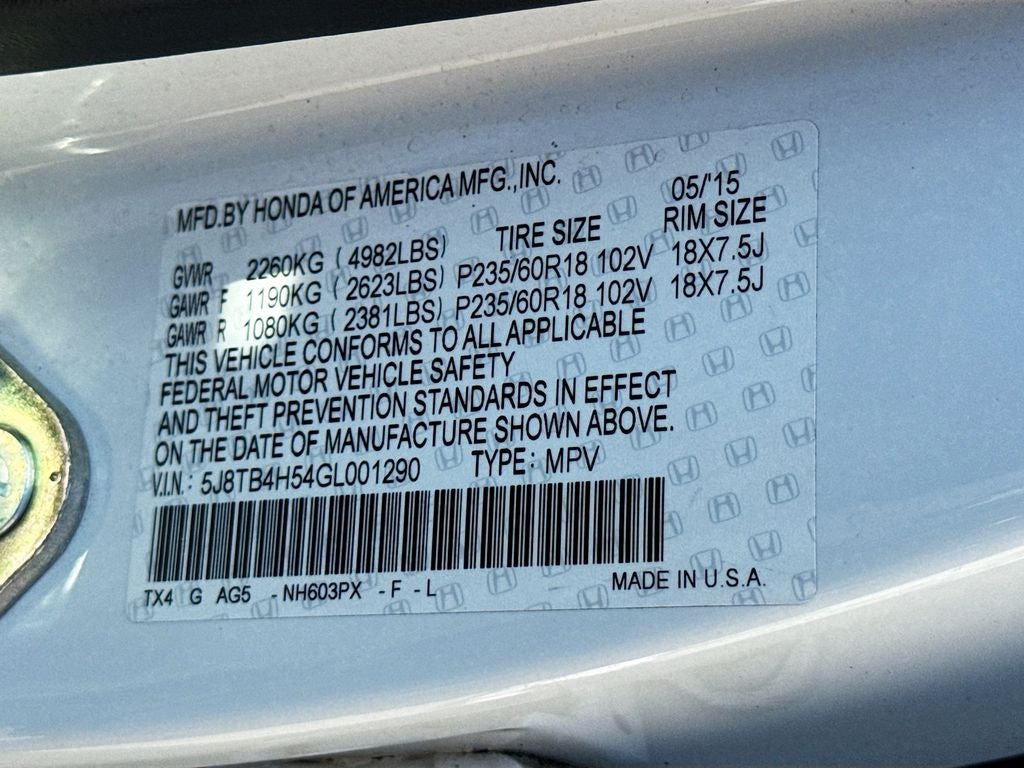 MFD.BY HONDA OF AMERICA MFG.,INC. 05/'15
TIRE SIZE RIM SIZE
GVWR 2260KG ( 4982LBS)
GAWR F 1190KG ( 2623LBS) P235/60R18 102V 18X7.5J
GAWR R 1080KG ( 2381LBS) P235/60R18 102V 18X7.5J
THIS VEHICLE CONFORMS TO ALL APPLICABLE
FEDERAL MOTOR VEHICLE SAFETY
AND THEFT PREVENTION STANDARDS IN EFFECT
ON THE DATE OF MANUFACTURE SHOWN ABOVE.
V.I.N.: 5J8TB4H54GL001290 TYPE: MPV
TX4 G AG5 -NH603PX -F -L MADE IN U.S.A.